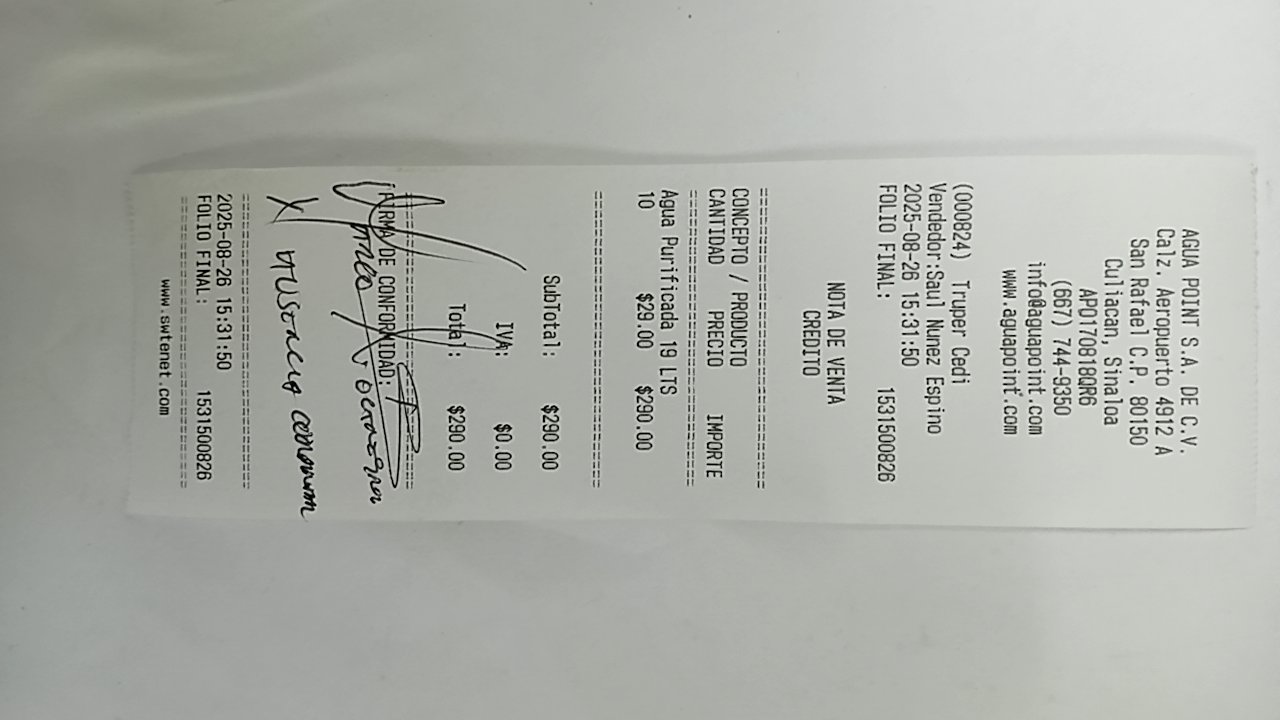 AGUA POINT S.A. DE C.V.
Calz. Aeropuerto 4912 A
San Rafael C.P. 80150
Culiacan, Sinaloa
APO170818QR6
(667) 744-9350
info@aguapoint.com
www.aguapoint.com
NOTA DE VENTA
CREDITO
(000824) Truper Cedi
Vendedor:Saul Nunez Espino
2025-08-26 15:31:50
FOLIO FINAL: 1531500826
==============================
CONCEPTO / PRODUCTO
CANTIDAD PRECIO IMPORTE
==============================
Agua Purificada 19 LTS
10 $29.00 $290.00
==============================
SubTotal: $290.00
IVA: $0.00
Total: $290.00
==============================
FIRMA DE CONFORMIDAD:
X
==============================
2025-08-26 15:31:50
FOLIO FINAL: 1531500826
==============================
www.swtenet.com